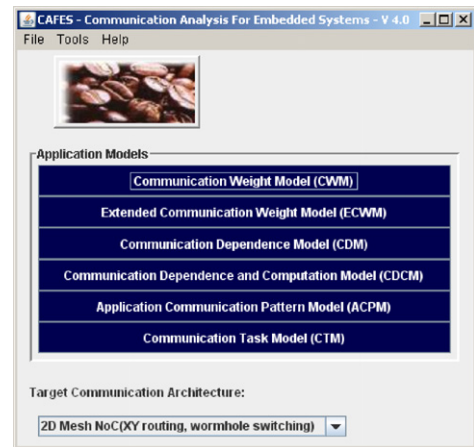 CAFES - Communication Analysis For Embedded Systems - V 4.0
File Tools Help
Application Models
Communication Weight Model (CWM)
Extended Communication Weight Model (ECWM)
Communication Dependence Model (CDM)
Communication Dependence and Computation Model (CDCM)
Application Communication Pattern Model (ACPM)
Communication Task Model (CTM)
Target Communication Architecture:
2D Mesh NoC(XY routing, wormhole switching)